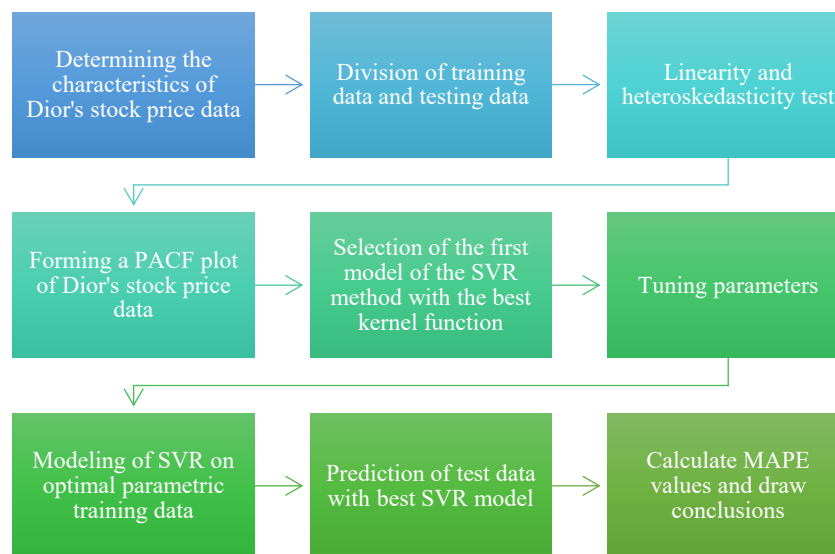 Determining the
characteristics of
Dior's stock price data
Division of training
data and testing data
Linearity and
heteroskedasticity test
Forming a PACF plot
of Dior's stock price
data
Selection of the first
model of the SVR
method with the best
kernel function
Tuning parameters
Modeling of SVR on
optimal parametric
training data
Prediction of test data
with best SVR model
Calculate MAPE
values and draw
conclusions